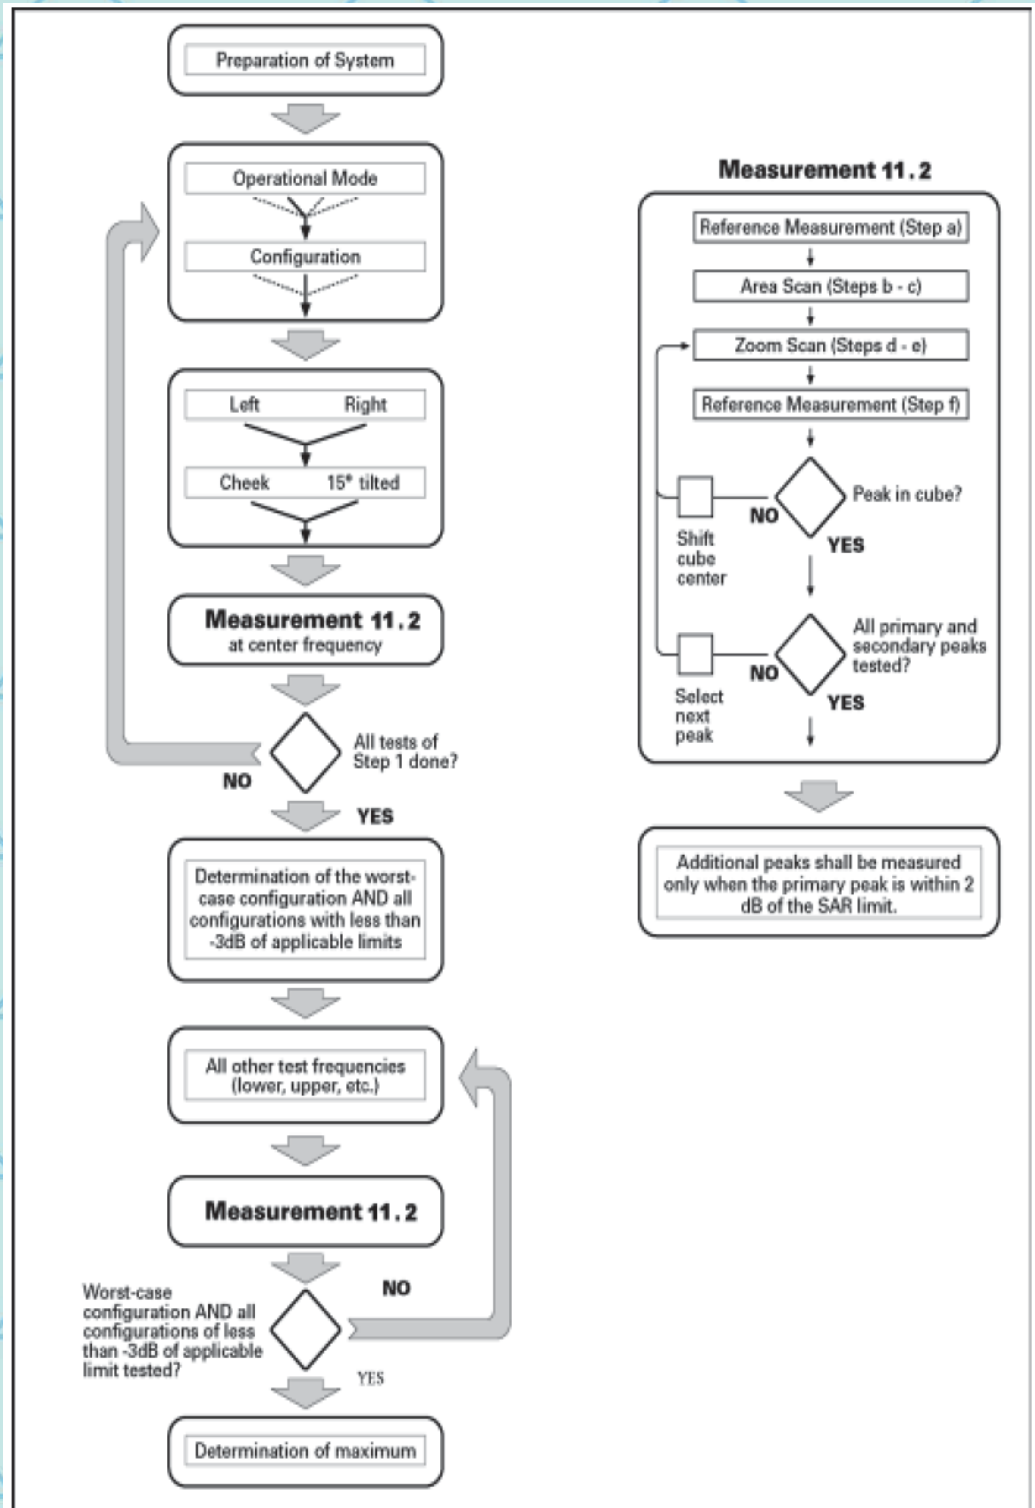 Preparation of System
Operational Mode
Configuration
Left Right
Cheek 15° tilted
Measurement 11.2
at center frequency
All tests of
Step 1 done?
NO
YES
Determination of the worst-
case configuration AND all
configurations with less than
-3dB of applicable limits
All other test frequencies
(lower, upper, etc.)
Measurement 11.2
NO
Worst-case
configuration AND all
configurations of less
than -3dB of applicable
limit tested?
YES
Determination of maximum
Measurement 11.2
Reference Measurement (Step a)
Area Scan (Steps b - c)
Zoom Scan (Steps d - e)
Reference Measurement (Step f)
Peak in cube?
NO
Shift
cube
center
YES
All primary and
secondary peaks
tested?
NO
Select
next
peak
YES
Additional peaks shall be measured
only when the primary peak is within 2
dB of the SAR limit.